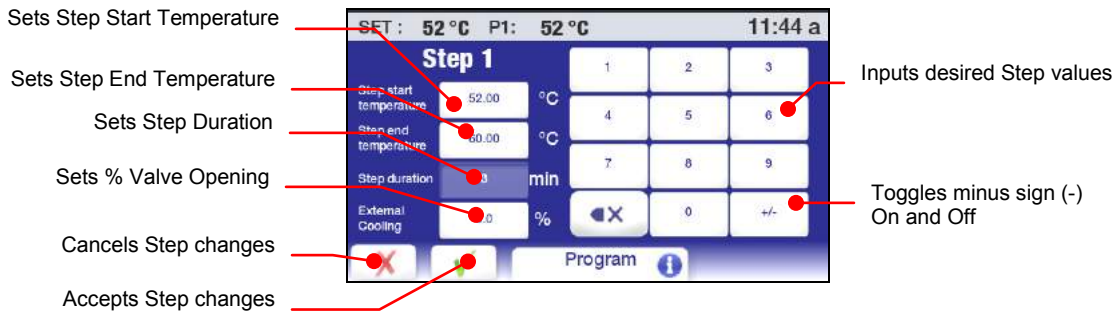 Sets Step Start Temperature
Sets Step End Temperature
Sets Step Duration
Sets % Valve Opening
Cancels Step changes
Accepts Step changes
SET : 52 °C P1: 52 °C 11:44 a
Step 1
Step start
temperature
52.00 °C
Step end
temperature
60.00 °C
Step duration
min
External
Cooling
%
1 2 3
4 5 6
7 8 9
0 +/-
Program
Inputs desired Step values
Toggles minus sign (-)
On and Off